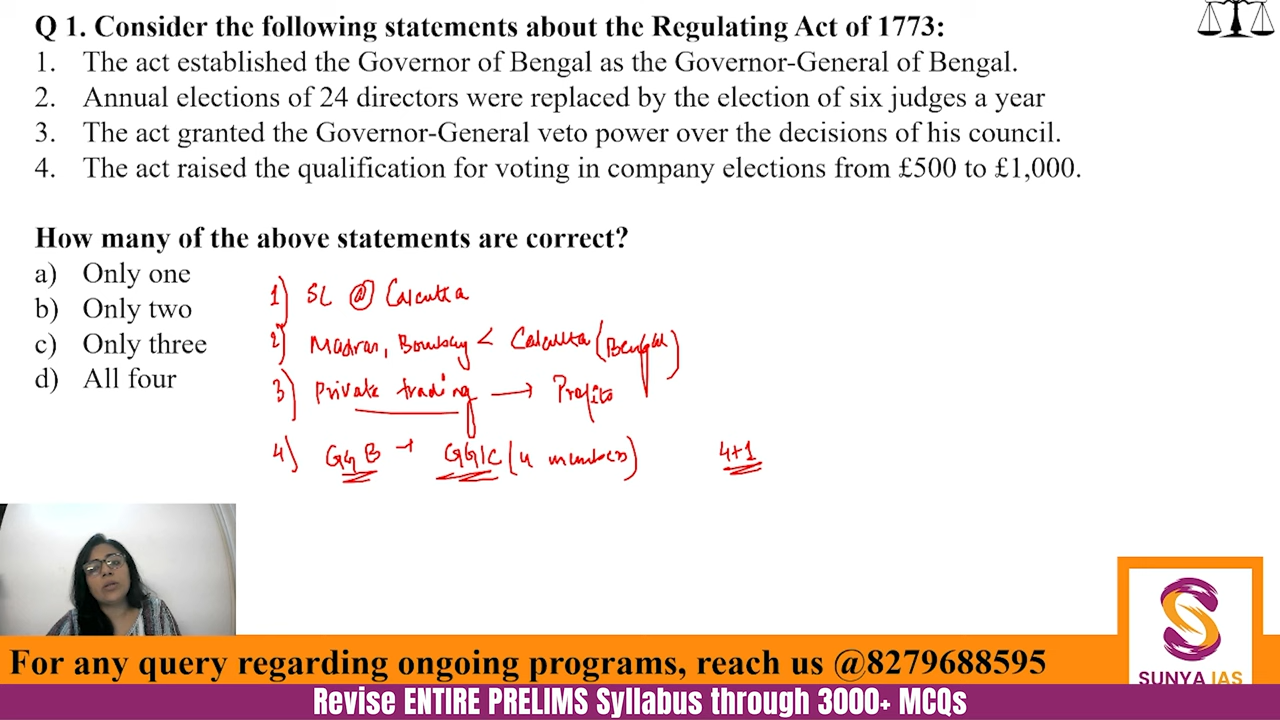 Q 1. Consider the following statements about the Regulating Act of 1773:
1. The act established the Governor of Bengal as the Governor-General of Bengal.
2. Annual elections of 24 directors were replaced by the election of six judges a year
3. The act granted the Governor-General veto power over the decisions of his council.
4. The act raised the qualification for voting in company elections from £500 to £1,000.
How many of the above statements are correct?
a) Only one
b) Only two
c) Only three
d) All four
1) SC @ Calcutta
2) Madras, Bombay < Calcutta (Bengal)
3) Private trading → Profits
4) GGB → GGIC (4 members) 4+1
SUNYA IAS
For any query regarding ongoing programs, reach us @8279688595
Revise ENTIRE PRELIMS Syllabus through 3000+ MCQs